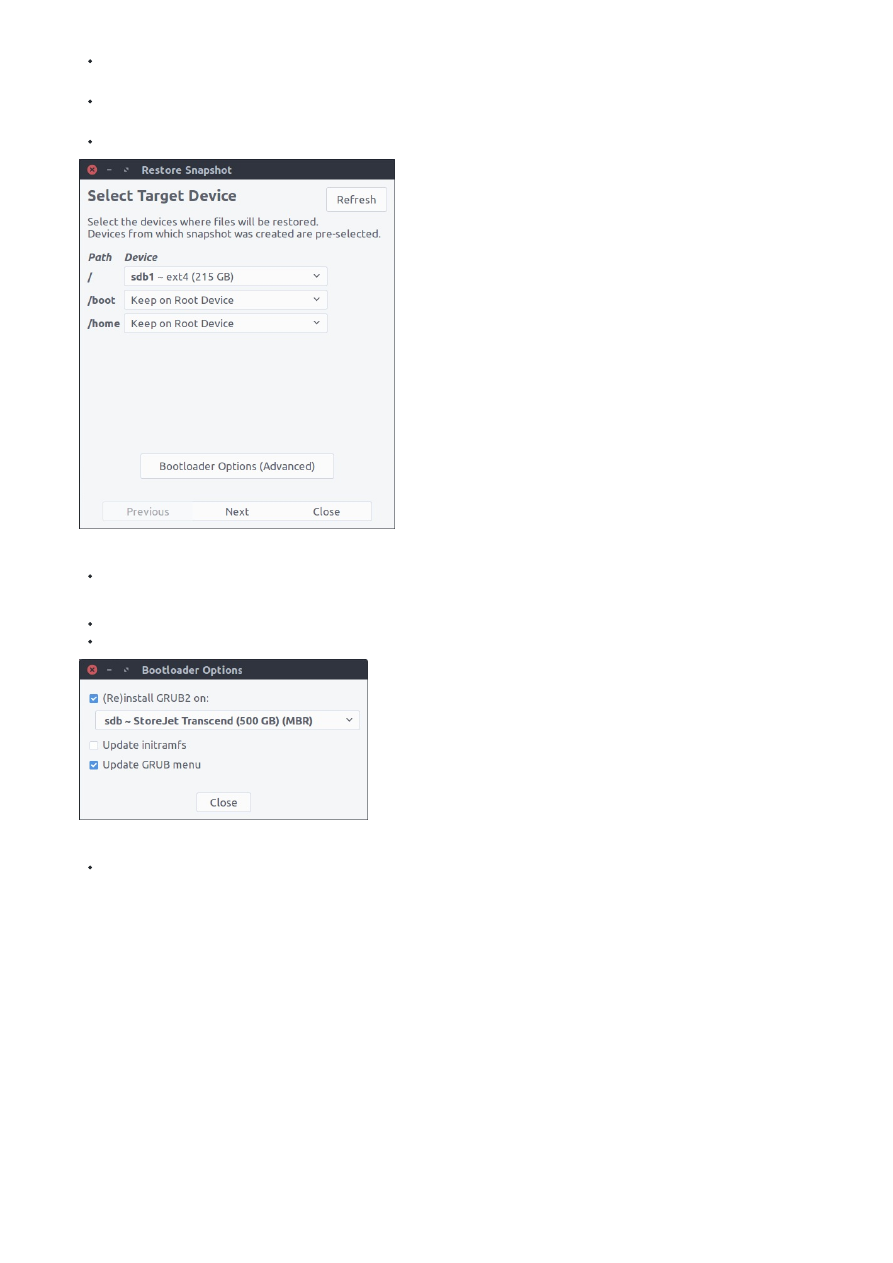 Restore Snapshot
Select Target Device
Refresh
Select the devices where files will be restored.
Devices from which snapshot was created are pre-selected.
Path Device
/ sdb1 ~ ext4 (215 GB)
/boot Keep on Root Device
/home Keep on Root Device
Bootloader Options (Advanced)
Previous Next Close
Bootloader Options
(Re)install GRUB2 on:
sdb ~ StoreJet Transcend (500 GB) (MBR)
Update initramfs
Update GRUB menu
Close